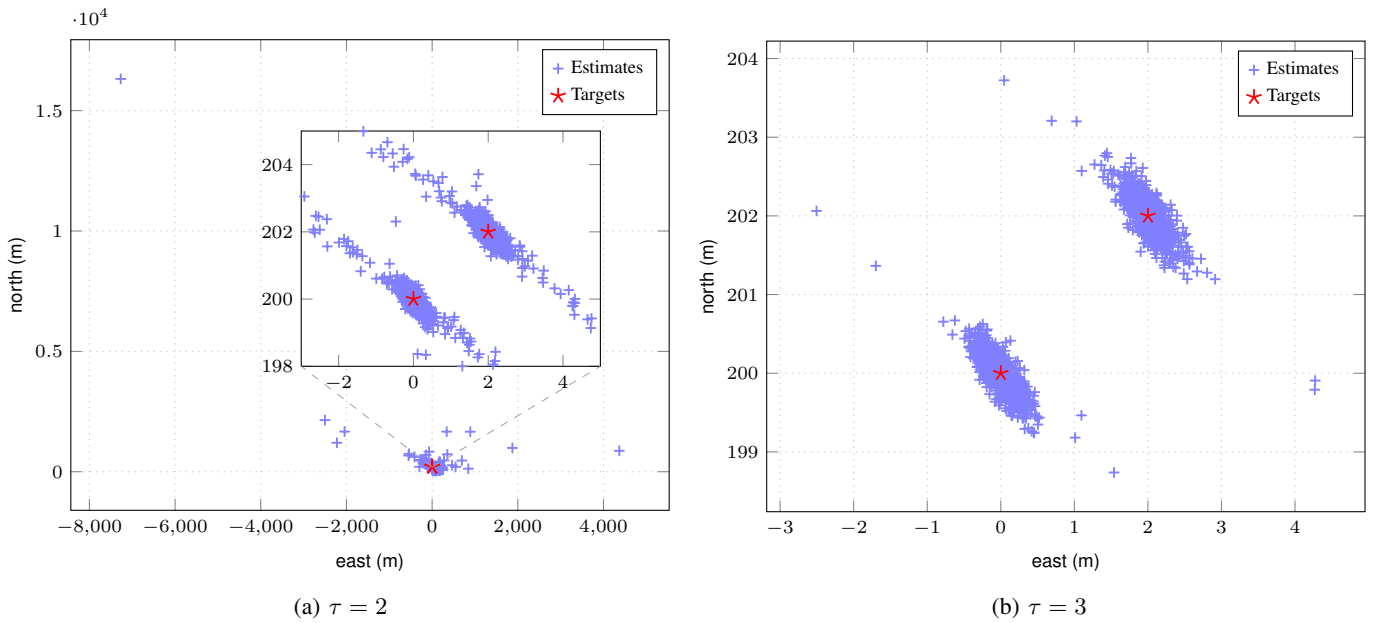 ·10⁴
1.5
1
0.5
0
north (m)
−8,000 −6,000 −4,000 −2,000 0 2,000 4,000
east (m)
Estimates
Targets
204
202
200
198
−2 0 2 4
(a) τ = 2
204
203
202
201
200
199
north (m)
−3 −2 −1 0 1 2 3 4
east (m)
Estimates
Targets
(b) τ = 3